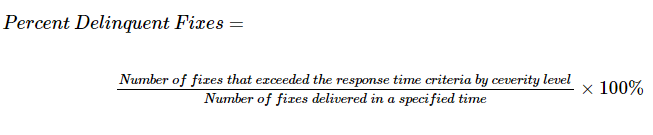 Percent Delinquent Fixes =
Number of fixes that exceeded the response time criteria by ceverity level
Number of fixes delivered in a specified time
× 100%